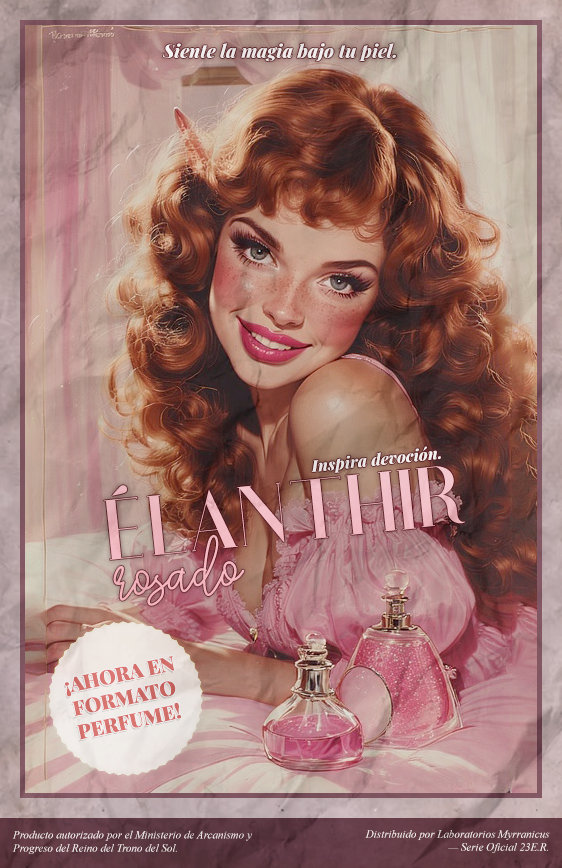 Siente la magia bajo tu piel.
Inspira devoción.
ÉLANTHIR
rosado
¡AHORA EN
FORMATO
PERFUME!
Producto autorizado por el Ministerio de Arcanismo y
Progreso del Reino del Trono del Sol.
Distribuido por Laboratorios Myrranicus
— Serie Oficial 23E.R.